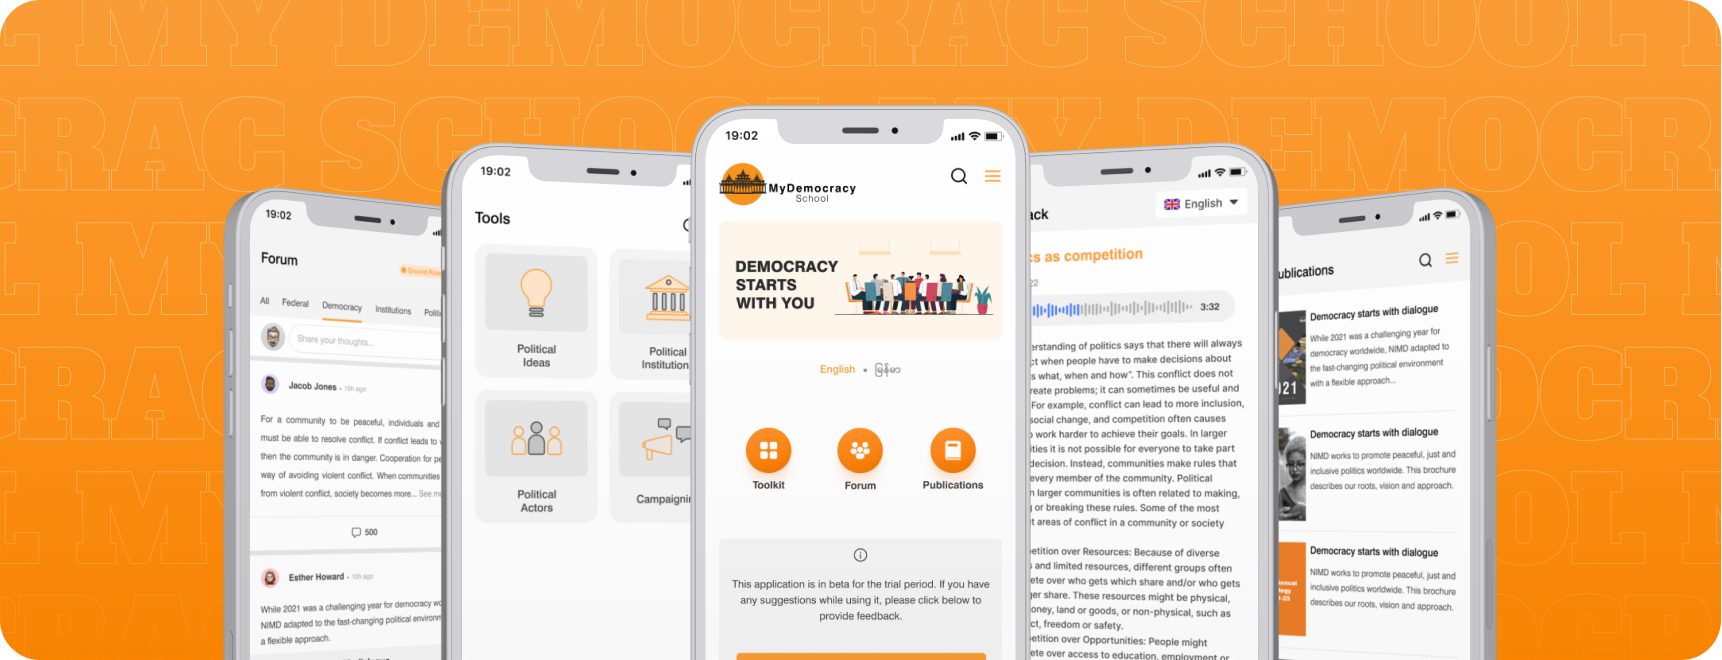 L MY DEMOCRAC SCHOOL M
CRAC SCHOOL MY DEMOCR
19:02
Forum
Ground Rule
All Federal Democracy Institutions Politi
Share your thoughts...
Jacob Jones • 10h ago
For a community to be peaceful, individuals and
must be able to resolve conflict. If conflict leads to v
then the community is in danger. Cooperation for pe
way of avoiding violent conflict. When communities
from violent conflict, society becomes more... See m
500
Esther Howard • 10h ago
While 2021 was a challenging year for democracy wo
NIMD adapted to the fast-changing political environm
a flexible approach.
19:02
Tools
Political
Ideas
Political
Institution
Political
Actors
Campaignin
19:02
MyDemocracy
School
DEMOCRACY
STARTS
WITH YOU
English • မြန်မာ
Toolkit Forum Publications
This application is in beta for the trial period. If you have
any suggestions while using it, please click below to
provide feedback.
ack
English
cs as competition
22
3:32
erstanding of politics says that there will always
ct when people have to make decisions about
s what, when and how". This conflict does not
reate problems; it can sometimes be useful and
For example, conflict can lead to more inclusion,
social change, and competition often causes
o work harder to achieve their goals. In larger
ities it is not possible for everyone to take part
decision. Instead, communities make rules that
every member of the community. Political
n larger communities is often related to making,
g or breaking these rules. Some of the most
t areas of conflict in a community or society
etition over Resources: Because of diverse
s and limited resources, different groups often
ete over who gets which share and/or who gets
ger share. These resources might be physical,
oney, land or goods, or non-physical, such as
ct, freedom or safety.
etition over Opportunities: People might
ete over access to education, employment or
ublications
Democracy starts with dialogue
While 2021 was a challenging year for
democracy worldwide, NIMD adapted to
the fast-changing political environment
with a flexible approach...
021
Democracy starts with dialogue
NIMD works to promote peaceful, just and
inclusive politics worldwide. This brochure
describes our roots, vision and approach.
Democracy starts with dialogue
NIMD works to promote peaceful, just and
inclusive politics worldwide. This brochure
describes our roots, vision and approach.